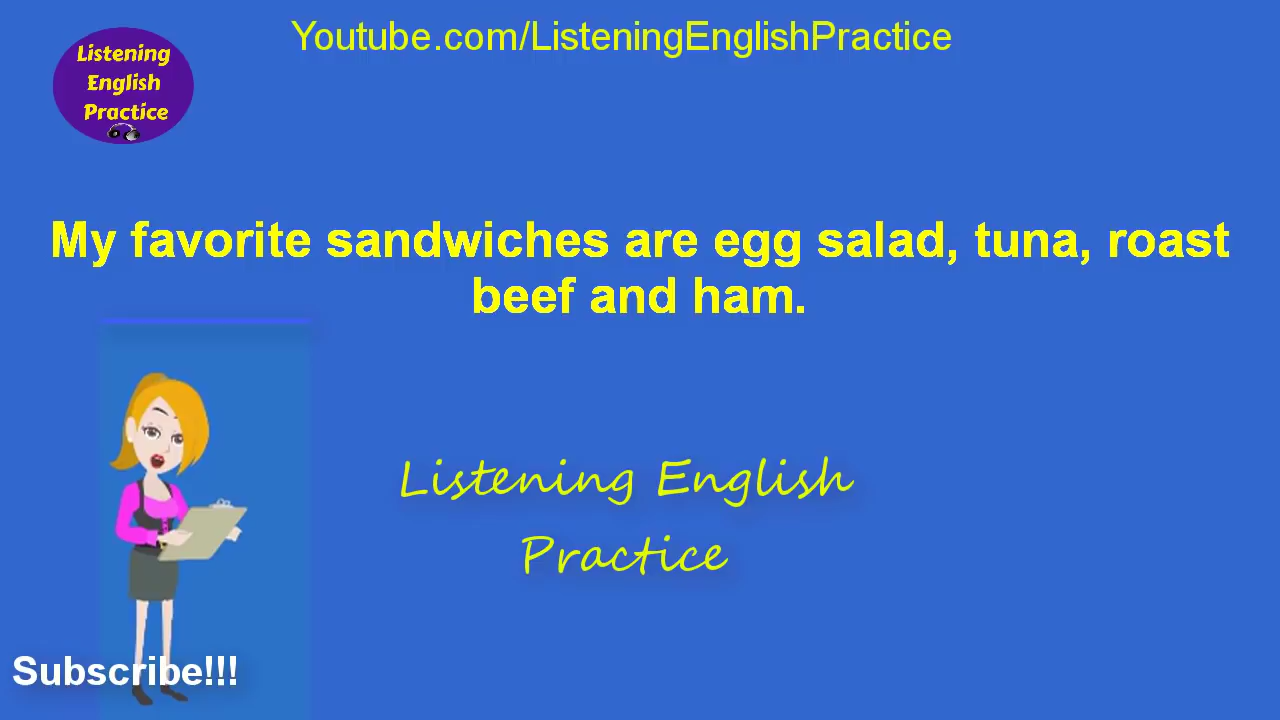 Youtube.com/ListeningEnglishPractice
Listening
English
Practice
My favorite sandwiches are egg salad, tuna, roast
beef and ham.
Listening English
Practice
Subscribe!!!